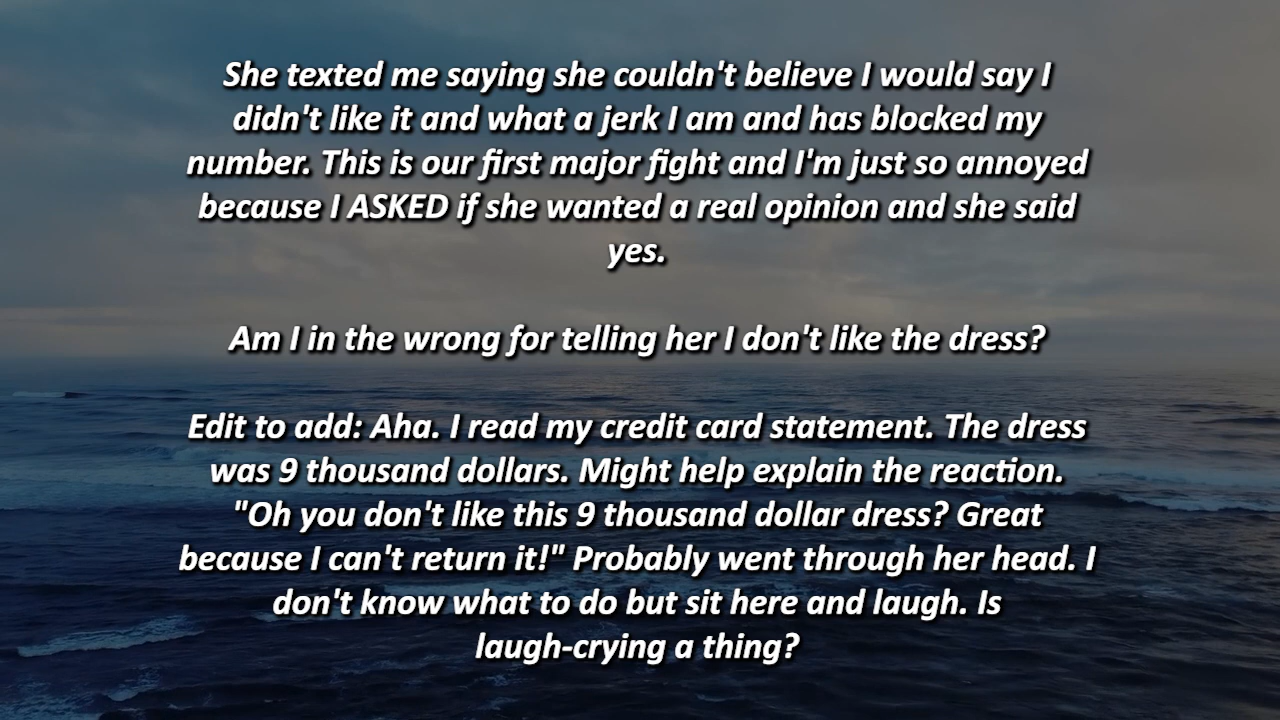 She texted me saying she couldn't believe I would say I
didn't like it and what a jerk I am and has blocked my
number. This is our first major fight and I'm just so annoyed
because I ASKED if she wanted a real opinion and she said
yes.
Am I in the wrong for telling her I don't like the dress?
Edit to add: Aha. I read my credit card statement. The dress
was 9 thousand dollars. Might help explain the reaction.
"Oh you don't like this 9 thousand dollar dress? Great
because I can't return it!" Probably went through her head. I
don't know what to do but sit here and laugh. Is
laugh-crying a thing?